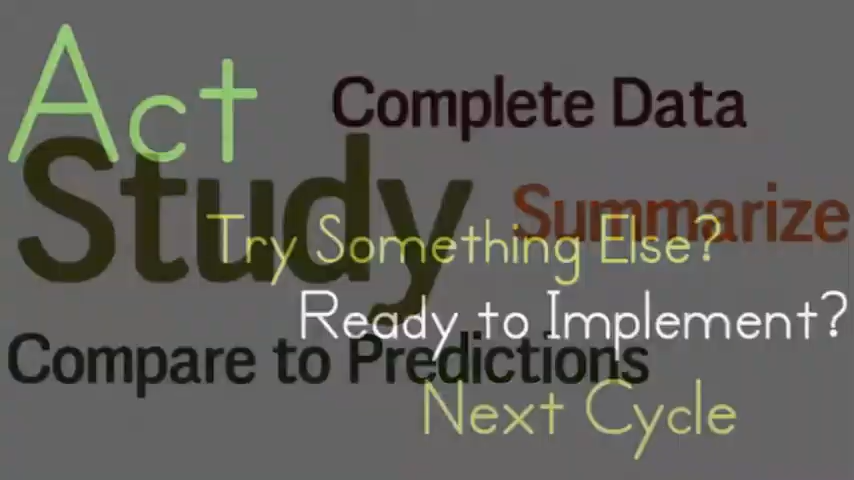 Act
Complete Data
Study
Summarize
Try Something Else?
Ready to Implement?
Compare to Predictions
Next Cycle